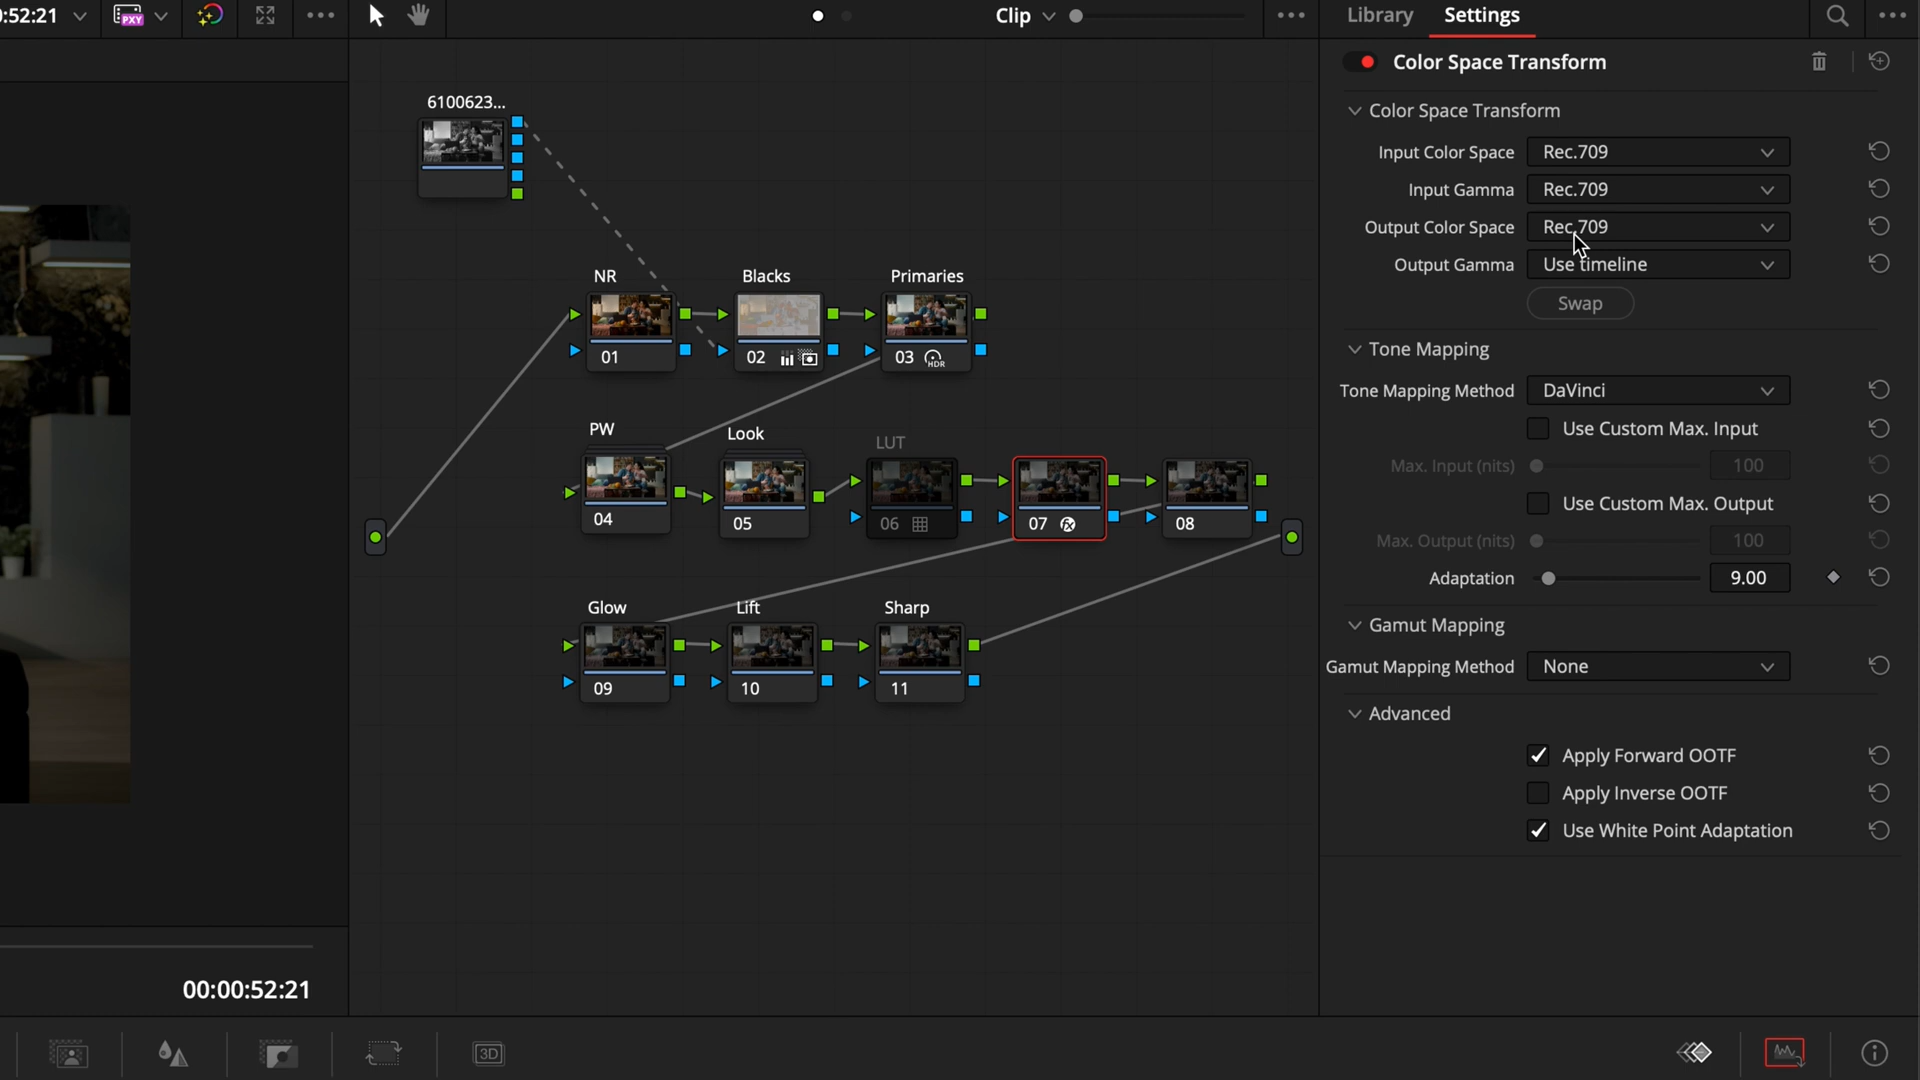 :52:21
PXY
Clip
Library
Settings
Color Space Transform
Color Space Transform
Input Color Space
Rec.709
Input Gamma
Rec.709
Output Color Space
Rec.709
Output Gamma
Use timeline
Swap
Tone Mapping
Tone Mapping Method
DaVinci
Use Custom Max. Input
Max. Input (nits)
100
Use Custom Max. Output
Max. Output (nits)
100
Adaptation
9.00
Gamut Mapping
Gamut Mapping Method
None
Advanced
Apply Forward OOTF
Apply Inverse OOTF
Use White Point Adaptation
6100623...
NR
Blacks
Primaries
01
02
03
HDR
PW
Look
LUT
04
05
06
07
fx
08
Glow
Lift
Sharp
09
10
11
00:00:52:21
3D